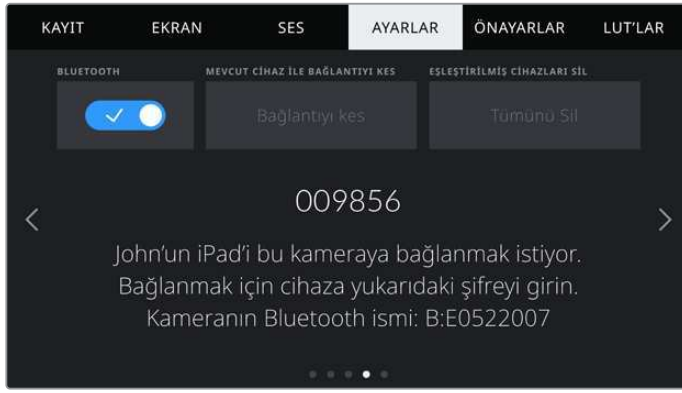 KAYIT EKRAN SES AYARLAR ÖNAYARLAR LUT'LAR
BLUETOOTH MEVCUT CİHAZ İLE BAĞLANTIYI KES EŞLEŞTİRİLMİŞ CİHAZLARI SİL
Bağlantıyı kes Tümünü Sil
009856
John'un iPad'i bu kameraya bağlanmak istiyor.
Bağlanmak için cihaza yukarıdaki şifreyi girin.
Kameranın Bluetooth ismi: B:E0522007